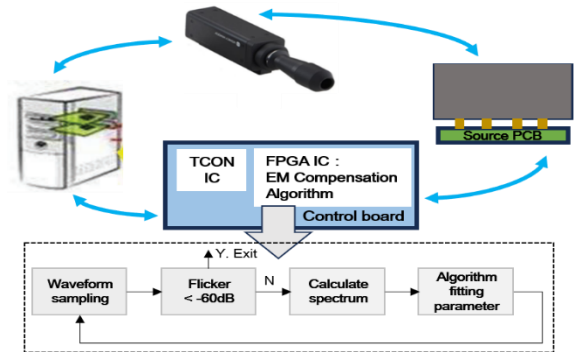 Source PCB
TCON
IC
FPGA IC :
EM Compensation
Algorithm
Control board
Y. Exit
Waveform
sampling
Flicker
< -60dB
N
Calculate
spectrum
Algorithm
fitting
parameter